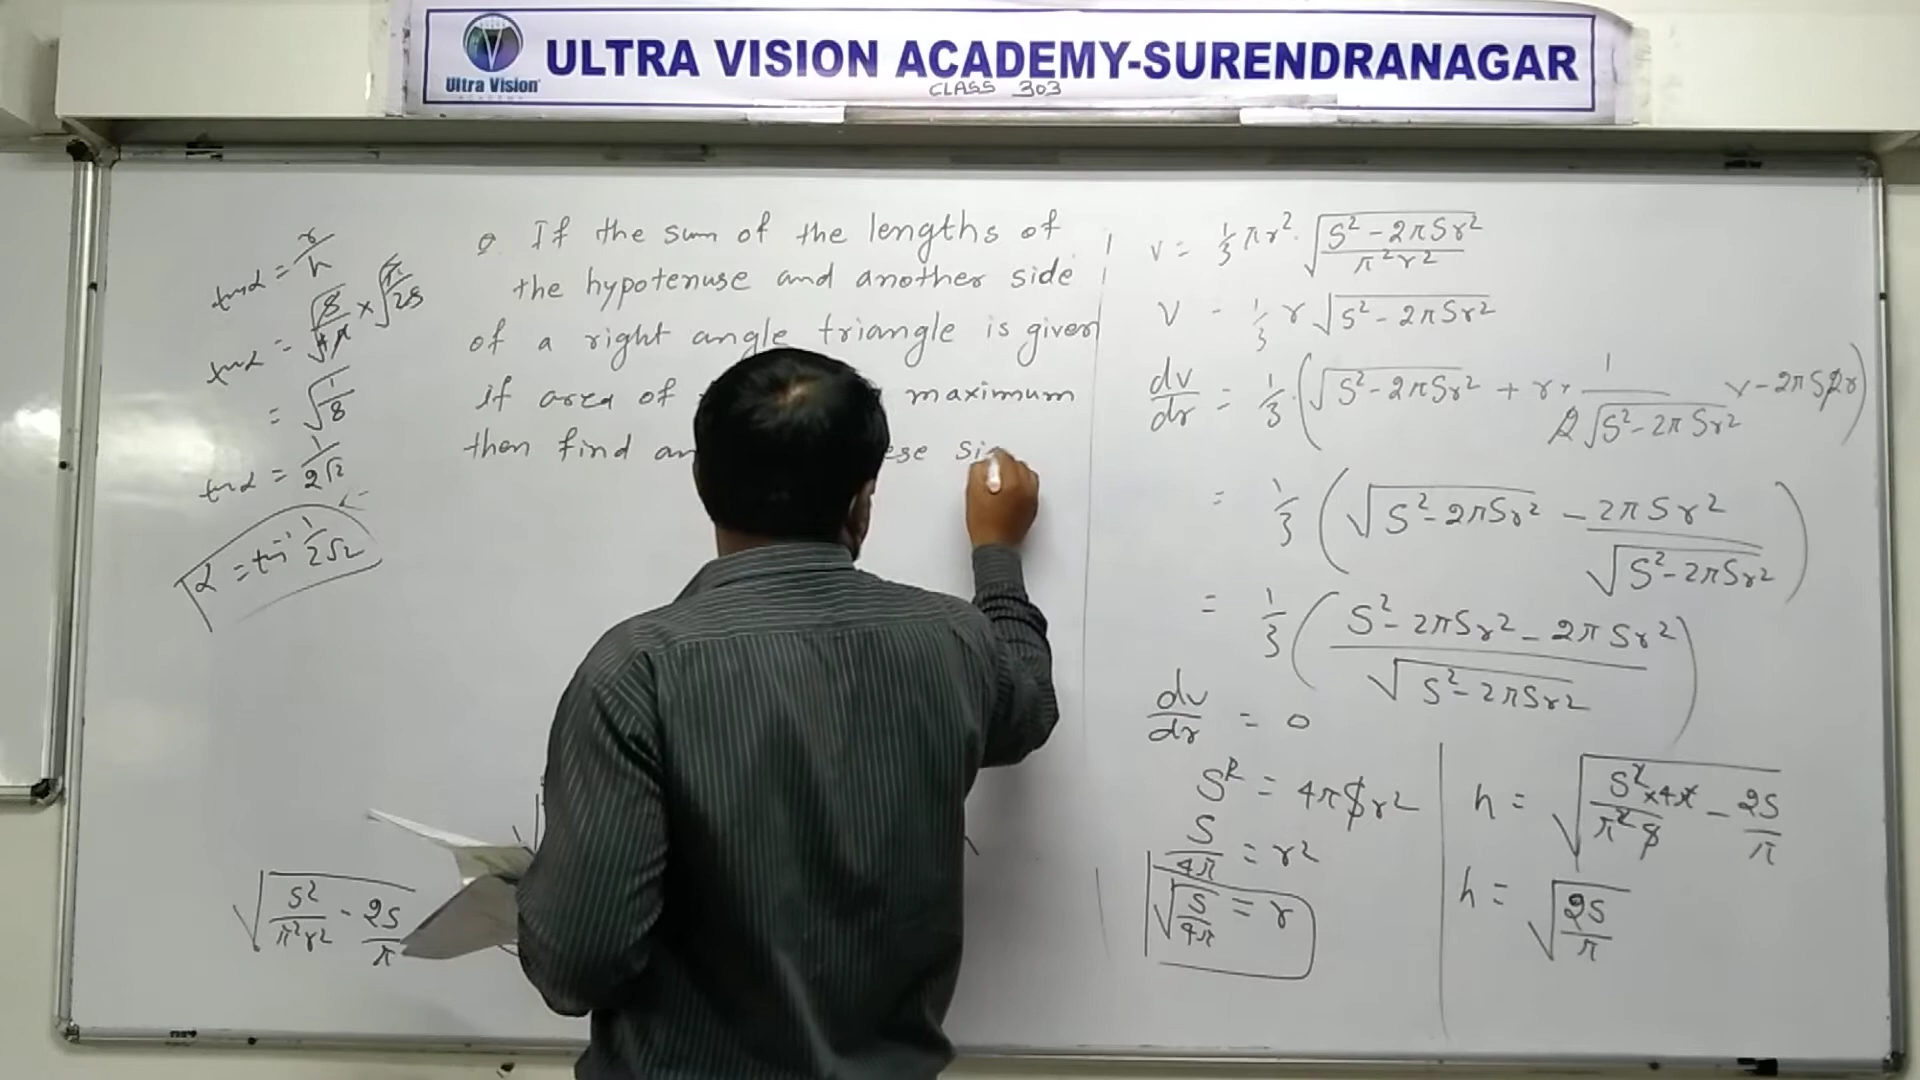 Ultra Vision
ACADEMY
ULTRA VISION ACADEMY-SURENDRANAGAR
CLASS 303
tanα = r/h
tanα = √(S/4π) × √(π/2S)
= √(1/8)
tanα = 1/2√2
α = tan⁻¹ 1/2√2
√(S²/π²r² - 2S/π)
Q If the sum of the lengths of
the hypotenuse and another side
of a right angle triangle is given
If area of maximum
then find
V = 1/3 πr². √(S² - 2πSr²/π²r²)
V = 1/3 r √(S² - 2πSr²)
dv/dr = 1/3 (√(S² - 2πSr²) + r × 1/2√(S² - 2πSr²) × -2πS2r)
= 1/3 (√(S² - 2πSr²) - 2πSr²/√(S² - 2πSr²))
= 1/3 (S² - 2πSr² - 2πSr²/√(S² - 2πSr²))
dv/dr = 0
S² = 4πSr²
S/4π = r²
√(S/4π) = r
h = √(S² × 4π/π²S - 2S/π)
h = √(2S/π)